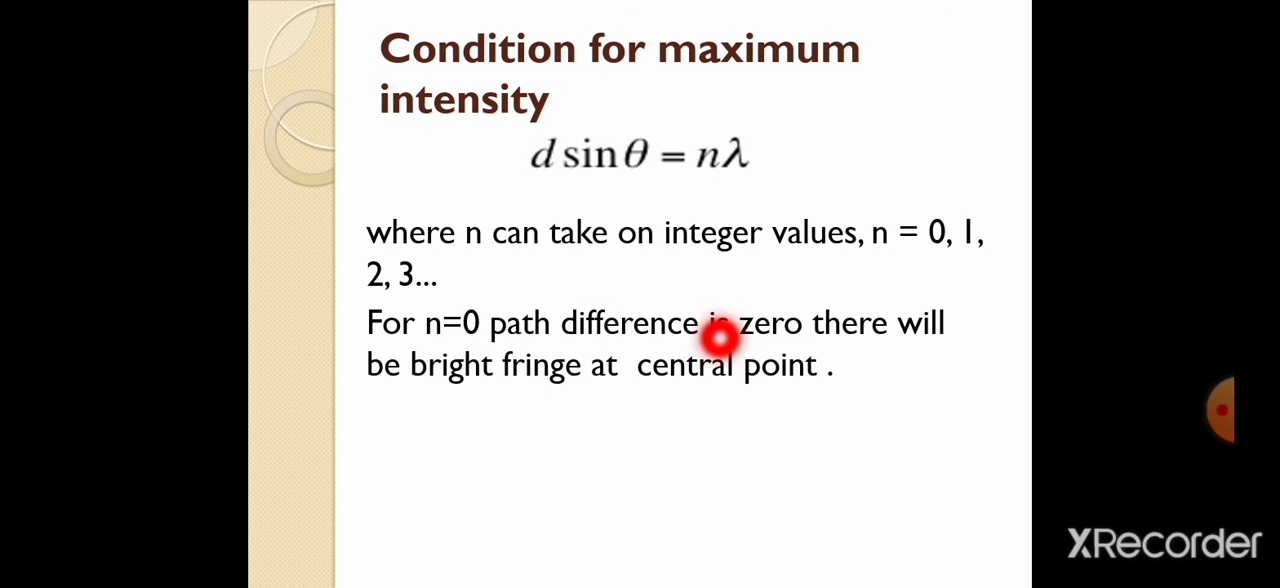 Condition for maximum
intensity
d sin θ = nλ
where n can take on integer values, n = 0, 1,
2, 3...
For n=0 path difference is zero there will
be bright fringe at central point .
XRecorder